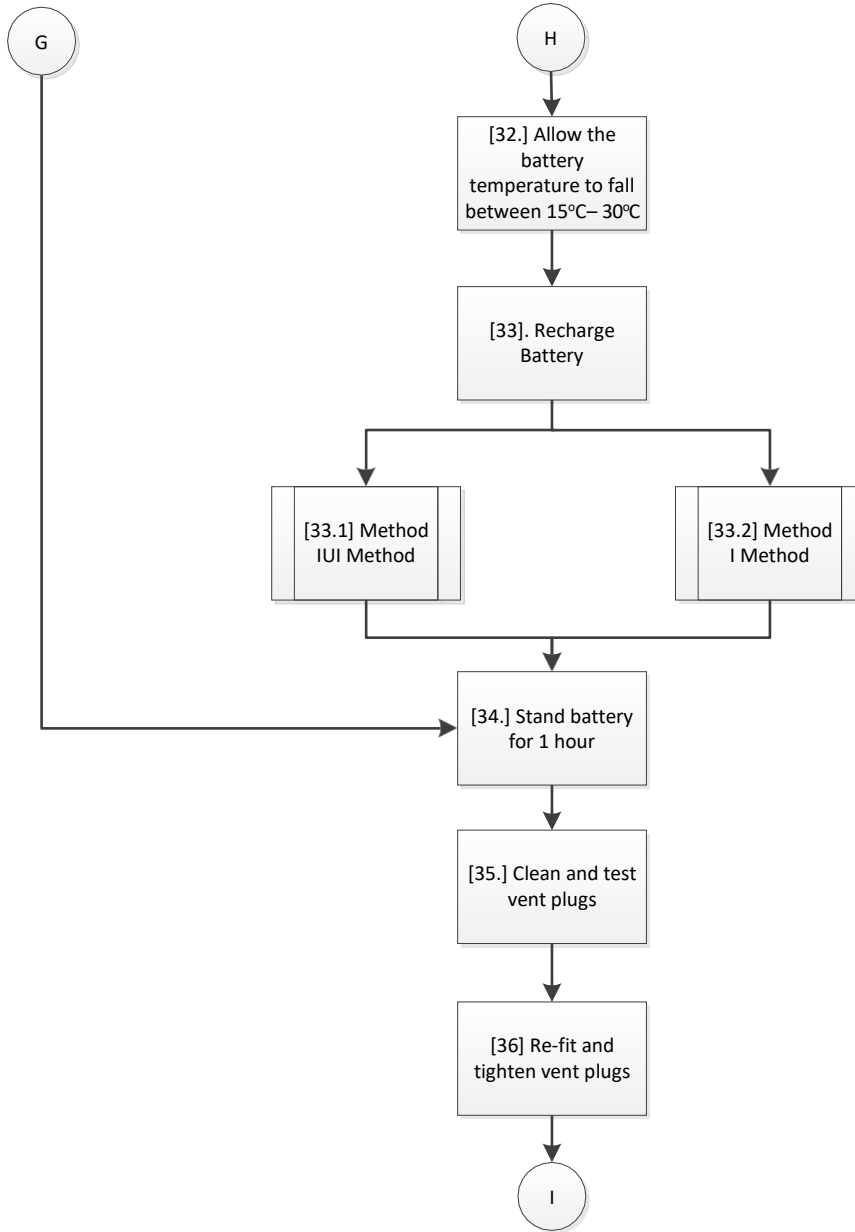 G
H
[32.] Allow the
battery
temperature to fall
between 15°C– 30°C
[33]. Recharge
Battery
[33.1] Method
IUI Method
[33.2] Method
I Method
[34.] Stand battery
for 1 hour
[35.] Clean and test
vent plugs
[36] Re-fit and
tighten vent plugs
I